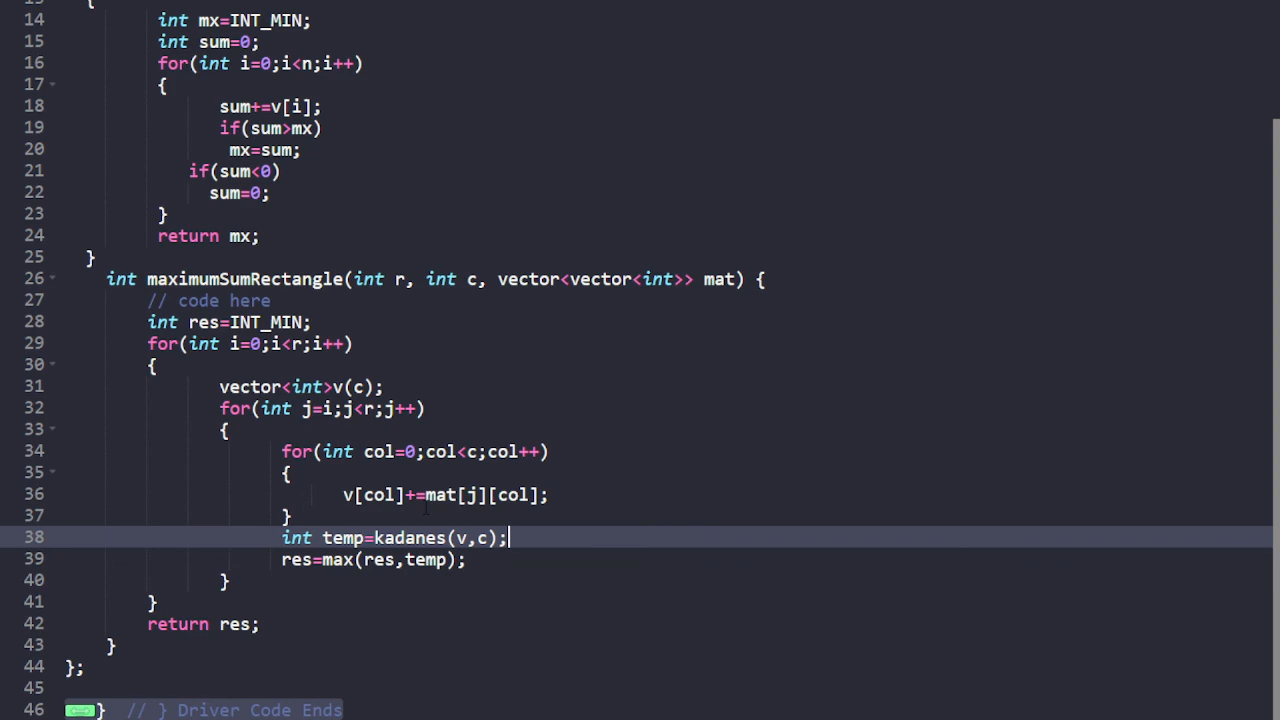 13 {
14 int mx=INT_MIN;
15 int sum=0;
16 for(int i=0;i<n;i++)
17 {
18 sum+=v[i];
19 if(sum>mx)
20 mx=sum;
21 if(sum<0)
22 sum=0;
23 }
24 return mx;
25 }
26 int maximumSumRectangle(int r, int c, vector<vector<int>> mat) {
27 // code here
28 int res=INT_MIN;
29 for(int i=0;i<r;i++)
30 {
31 vector<int>v(c);
32 for(int j=i;j<r;j++)
33 {
34 for(int col=0;col<c;col++)
35 {
36 v[col]+=mat[j][col];
37 }
38 int temp=kadanes(v,c);
39 res=max(res,temp);
40 }
41 }
42 return res;
43 }
44 };
45
46 } // } Driver Code Ends